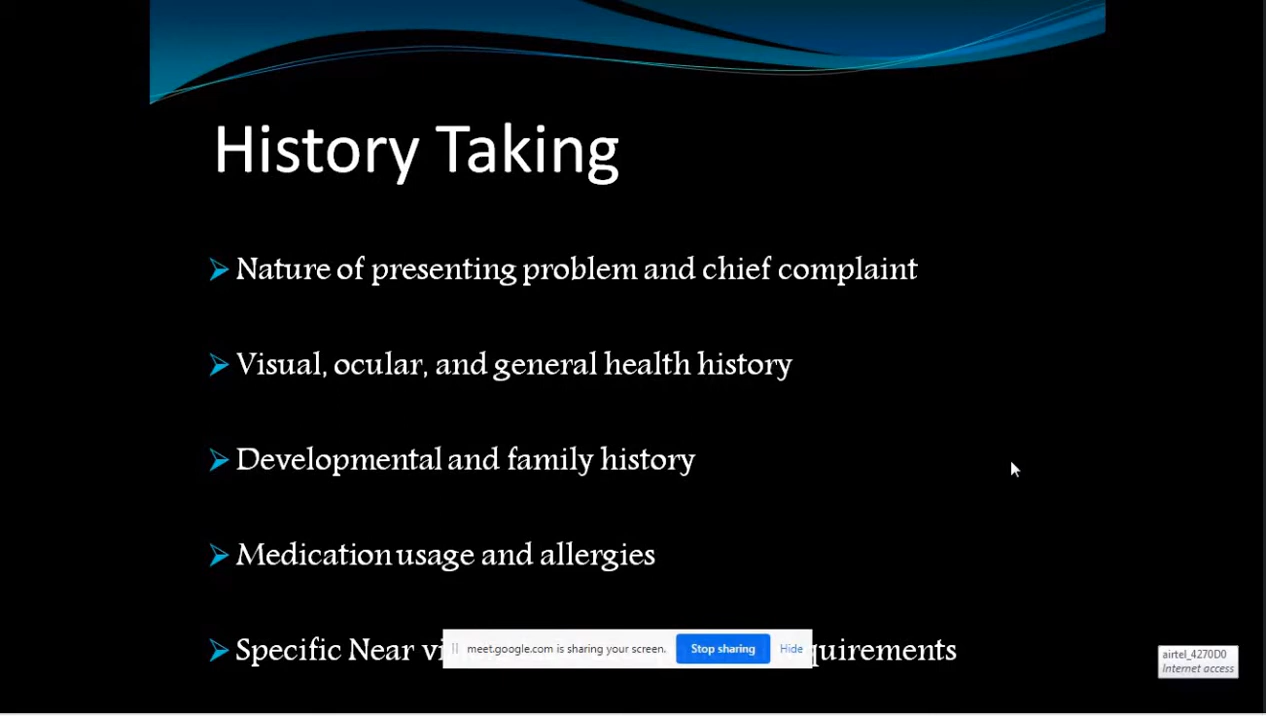 History Taking
Nature of presenting problem and chief complaint
Visual, ocular, and general health history
Developmental and family history
Medication usage and allergies
Specific Near
meet.google.com is sharing your screen. Stop sharing Hide
airtel_4270D0
Internet access